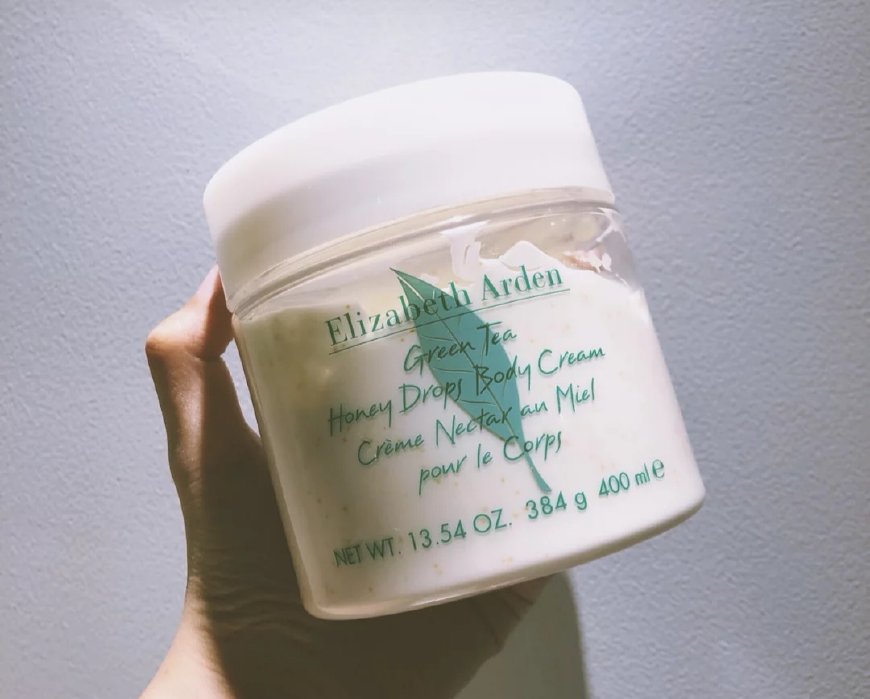 Elizabeth Arden
Green Tea
Honey Drops Body Cream
Crème Nectar au Miel
pour le Corps
NET WT. 13.54 OZ. 384 g 400 ml e